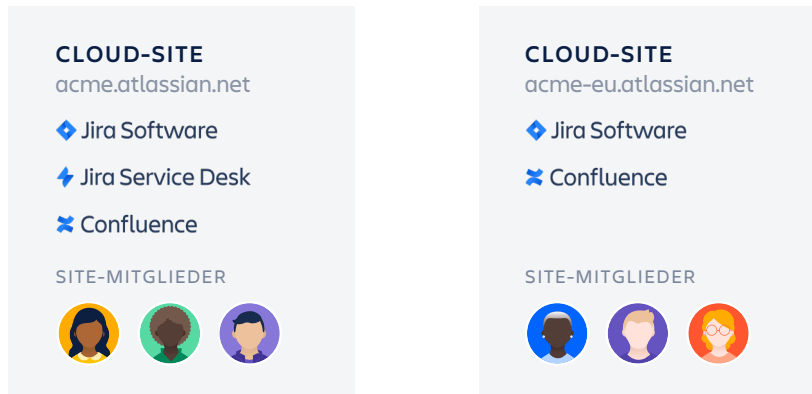 CLOUD-SITE
acme.atlassian.net
Jira Software
Jira Service Desk
Confluence
SITE-MITGLIEDER
CLOUD-SITE
acme-eu.atlassian.net
Jira Software
Confluence
SITE-MITGLIEDER